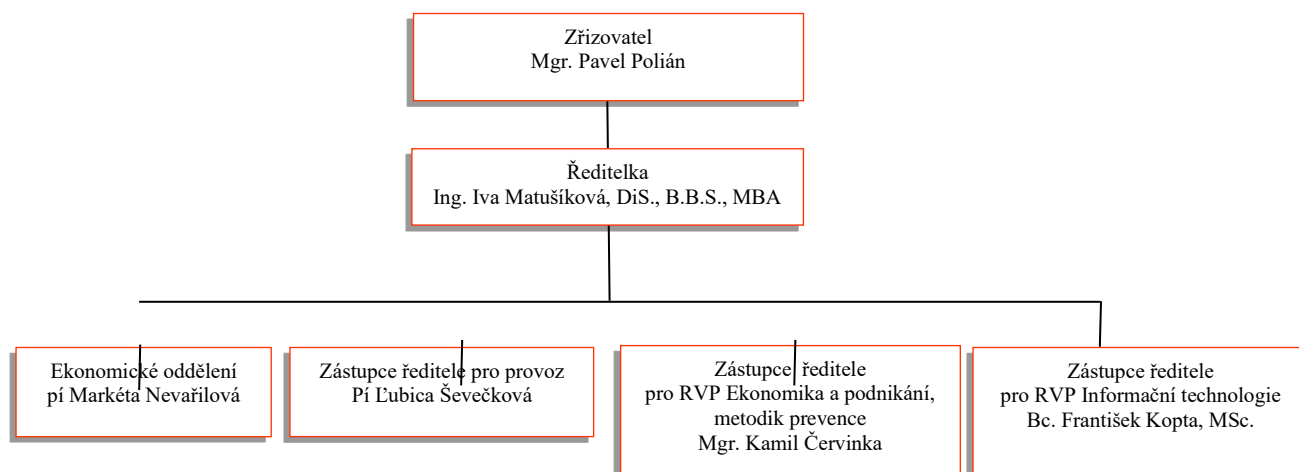 Zřizovatel
Mgr. Pavel Polián
Ředitelka
Ing. Iva Matušíková, DiS., B.B.S., MBA
Ekonomické oddělení
pí Markéta Nevařilová
Zástupce ředitele pro provoz
Pí Ľubica Ševečková
Zástupce ředitele
pro RVP Ekonomika a podnikání,
metodik prevence
Mgr. Kamil Červinka
Zástupce ředitele
pro RVP Informační technologie
Bc. František Kopta, MSc.